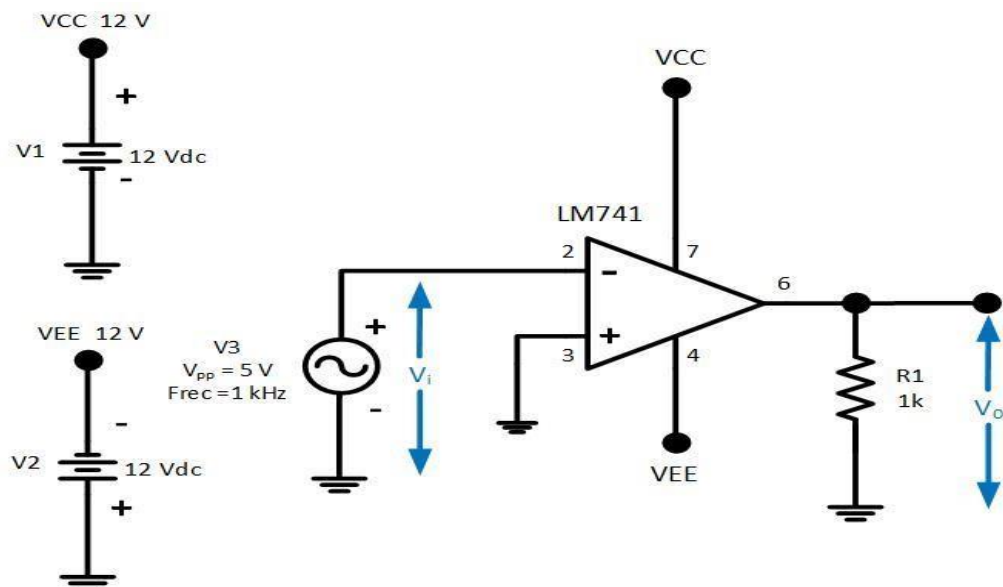 VCC 12 V
+
V1
12 Vdc
-
VEE 12 V
-
V2
12 Vdc
+
V3
VPP = 5 V
Frec =1 kHz
+
-
Vi
VCC
LM741
2
7
-
+
3
4
6
VEE
R1
1k
Vo